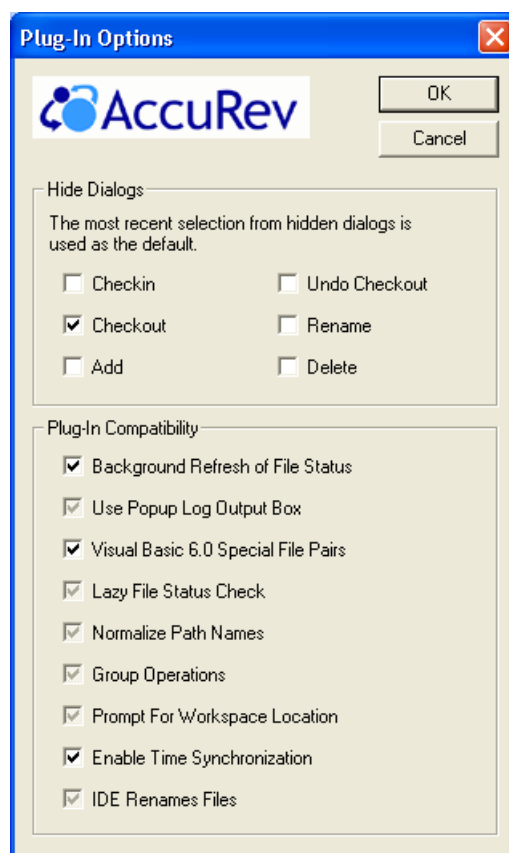 Plug-In Options
AccuRev
OK
Cancel
Hide Dialogs
The most recent selection from hidden dialogs is
used as the default.
Checkin
Undo Checkout
Checkout
Rename
Add
Delete
Plug-In Compatibility
Background Refresh of File Status
Use Popup Log Output Box
Visual Basic 6.0 Special File Pairs
Lazy File Status Check
Normalize Path Names
Group Operations
Prompt For Workspace Location
Enable Time Synchronization
IDE Renames Files